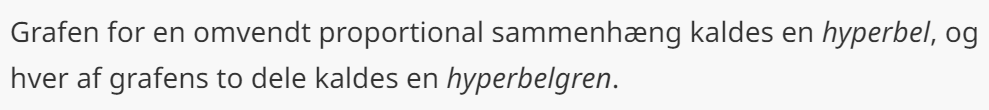 Grafen for en omvendt proportional sammenhæng kaldes en hyperbel, og
hver af grafens to dele kaldes en hyperbelgren.